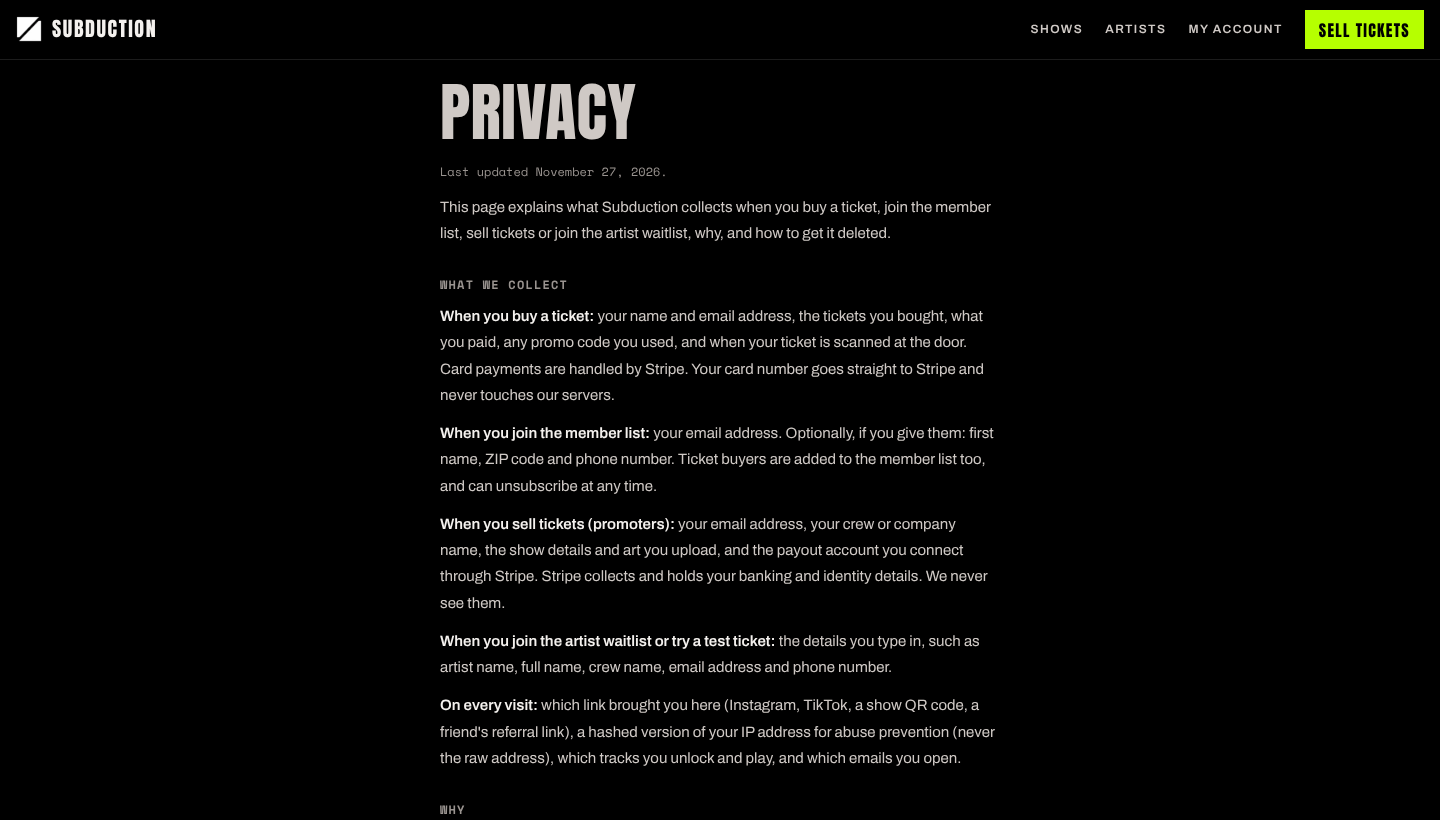 SUBDUCTION
SHOWS
ARTISTS
MY ACCOUNT
SELL TICKETS
PRIVACY
Last updated November 27, 2026.
This page explains what Subduction collects when you buy a ticket, join the member
list, sell tickets or join the artist waitlist, why, and how to get it deleted.
WHAT WE COLLECT
When you buy a ticket: your name and email address, the tickets you bought, what
you paid, any promo code you used, and when your ticket is scanned at the door.
Card payments are handled by Stripe. Your card number goes straight to Stripe and
never touches our servers.
When you join the member list: your email address. Optionally, if you give them: first
name, ZIP code and phone number. Ticket buyers are added to the member list too,
and can unsubscribe at any time.
When you sell tickets (promoters): your email address, your crew or company
name, the show details and art you upload, and the payout account you connect
through Stripe. Stripe collects and holds your banking and identity details. We never
see them.
When you join the artist waitlist or try a test ticket: the details you type in, such as
artist name, full name, crew name, email address and phone number.
On every visit: which link brought you here (Instagram, TikTok, a show QR code, a
friend's referral link), a hashed version of your IP address for abuse prevention (never
the raw address), which tracks you unlock and play, and which emails you open.
WHY